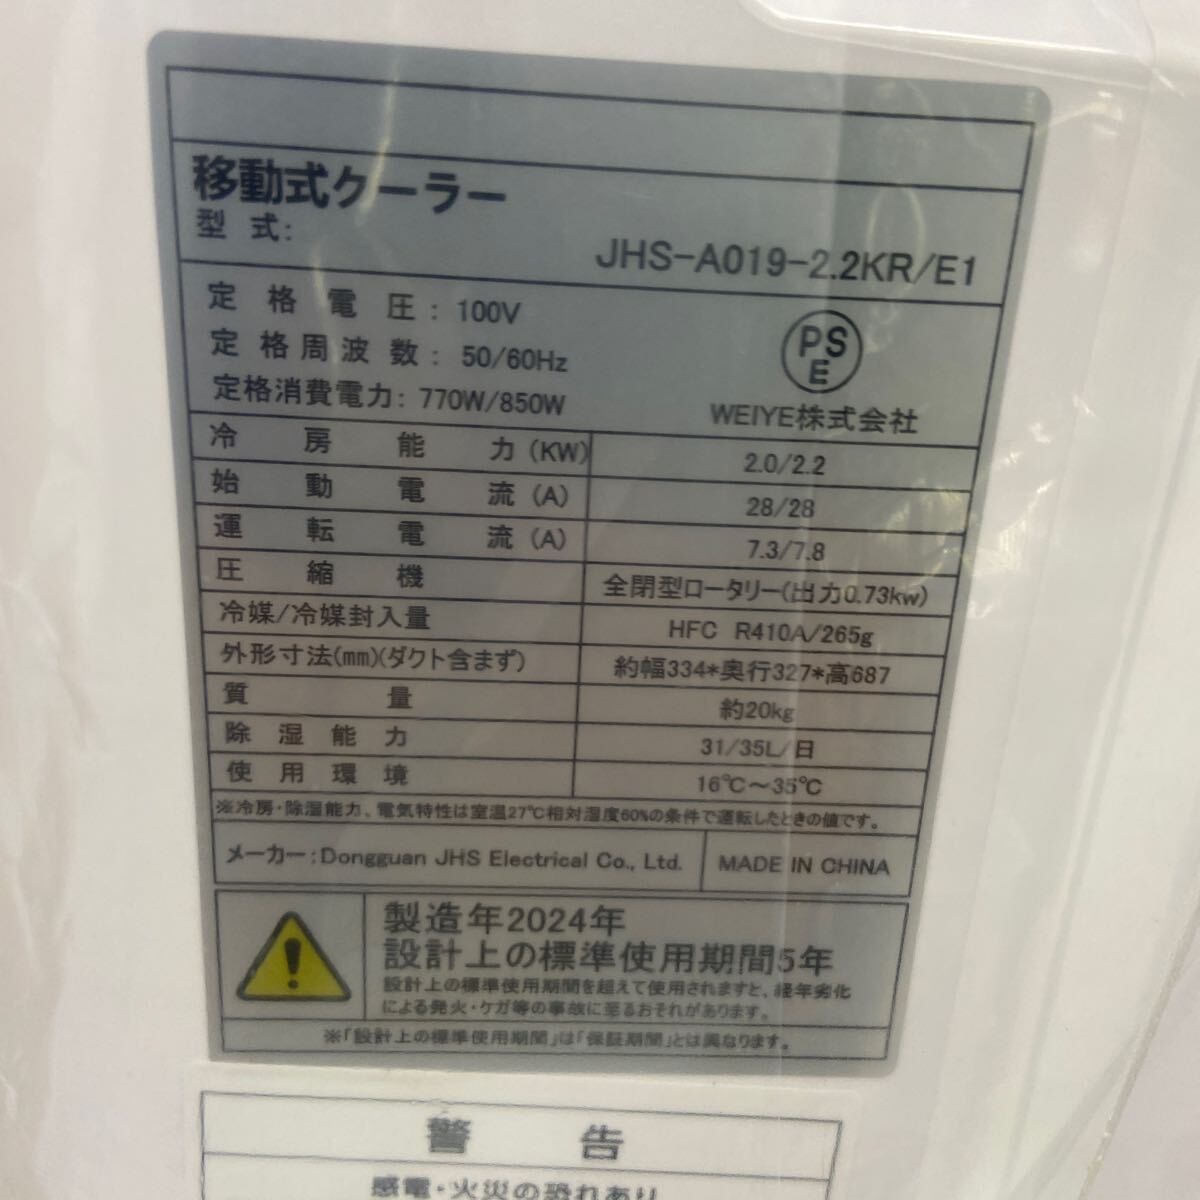 移動式クーラー
型 式:
JHS-A019-2.2KR/E1
定 格 電 圧: 100V
定 格 周 波 数: 50/60Hz
定格消費電力: 770W/850W
PS
E
WEIYE株式会社
冷 房 能 力(KW) 2.0/2.2
始 動 電 流(A) 28/28
運 転 電 流(A) 7.3/7.8
圧 縮 機 全閉型ロータリー(出力0.73kw)
冷媒/冷媒封入量 HFC R410A/265g
外形寸法(mm)(ダクト含まず) 約幅334*奥行327*高687
質 量 約20kg
除 湿 能 力 31/35L/日
使 用 環 境 16℃～35℃
※冷房・除湿能力、電気特性は室温27℃相対湿度60%の条件で運転したときの値です。
メーカー:Dongguan JHS Electrical Co., Ltd. MADE IN CHINA
製造年2024年
設計上の標準使用期間5年
設計上の標準使用期間を超えて使用されますと、経年劣化
による発火・ケガ等の事故に至るおそれがあります。
※「設計上の標準使用期間」は「保証期間」とは異なります。
警 告
感電・火災の恐れあり